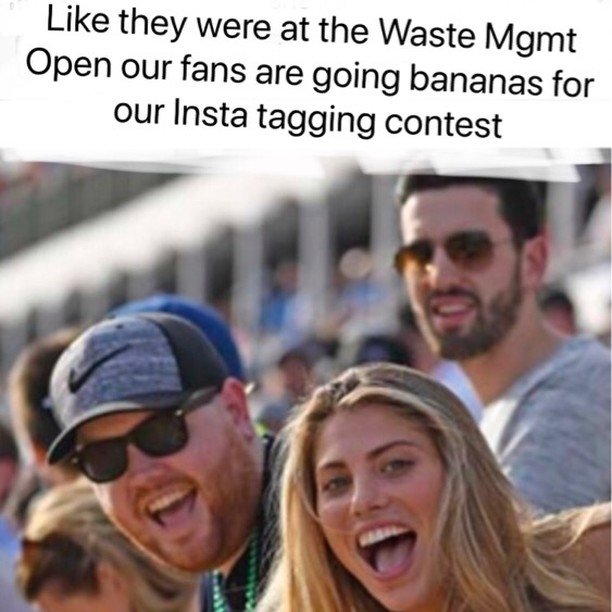 Like they were at the Waste Mgmt
Open our fans are going bananas for
our Insta tagging contest